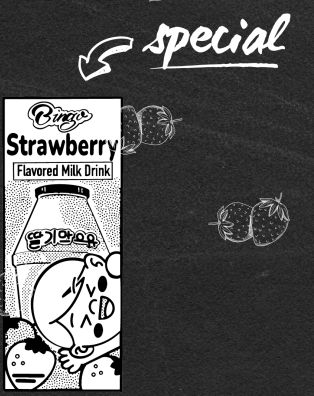 special
Bingo
Strawberry
Flavored Milk Drink
딸기맛우유